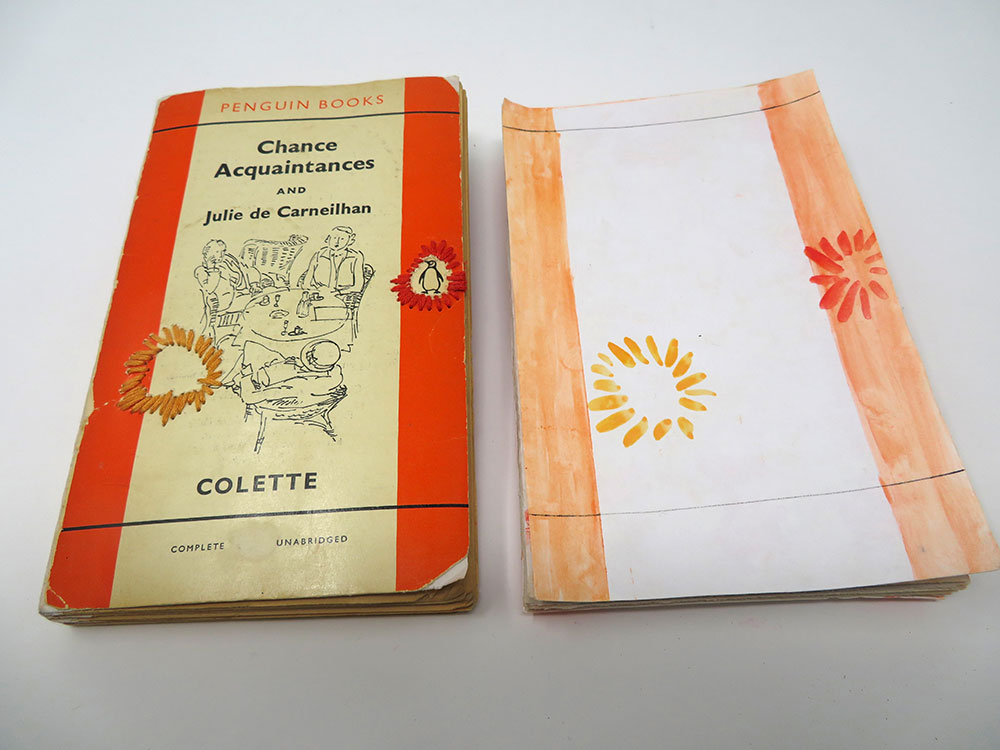 PENGUIN BOOKS
Chance
Acquaintances
AND
Julie de Carneilhan
COLETTE
COMPLETE UNABRIDGED